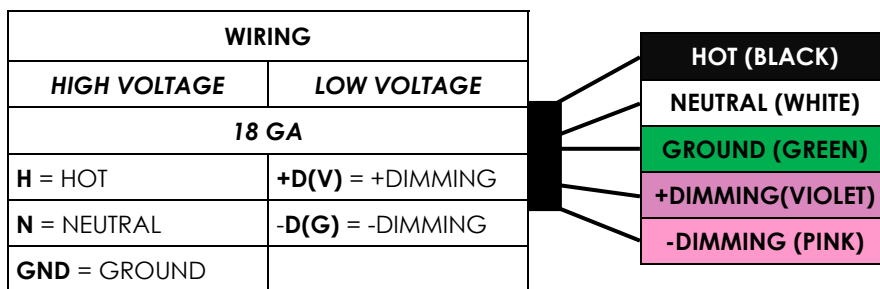 WIRING
HIGH VOLTAGE LOW VOLTAGE
18 GA
H = HOT +D(V) = +DIMMING
N = NEUTRAL -D(G) = -DIMMING
GND = GROUND
HOT (BLACK)
NEUTRAL (WHITE)
GROUND (GREEN)
+DIMMING(VIOLET)
-DIMMING (PINK)